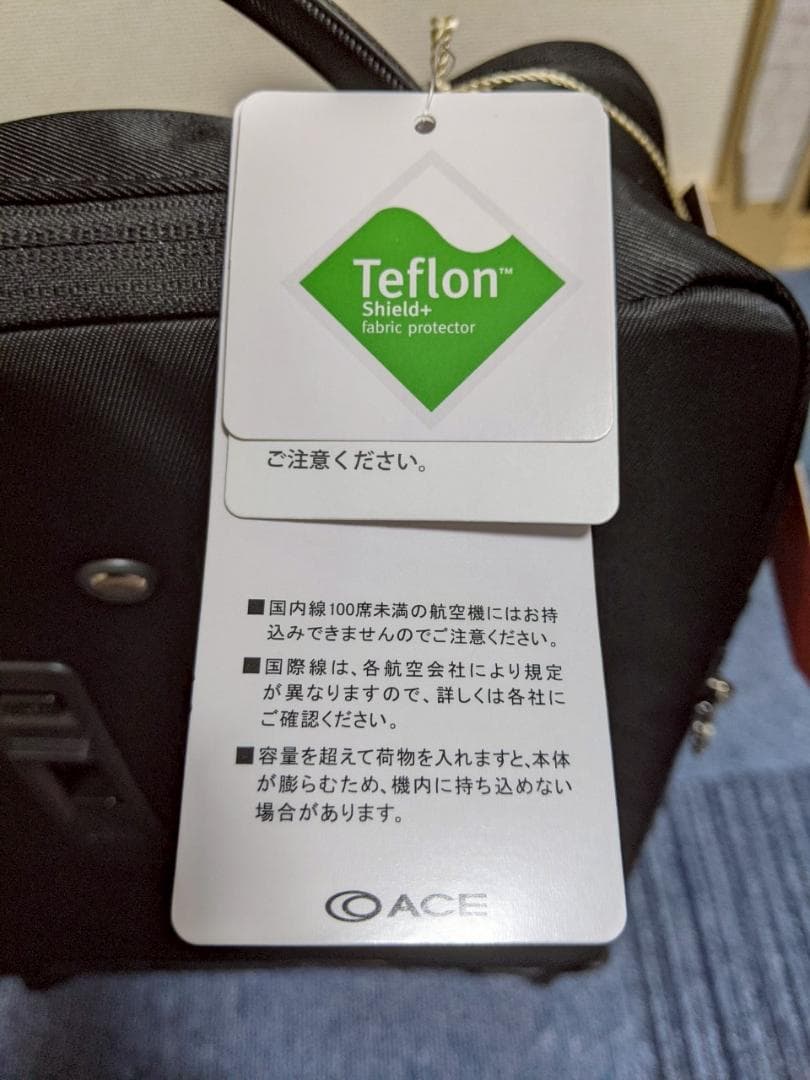 Teflon™
Shield+
fabric protector
ご注意ください。
■国内線100席未満の航空機にはお持
込みできませんのでご注意ください。
■国際線は、各航空会社により規定
が異なりますので、詳しくは各社に
ご確認ください。
■容量を超えて荷物を入れますと、本体
が膨らむため、機内に持ち込めない
場合があります。
ACE